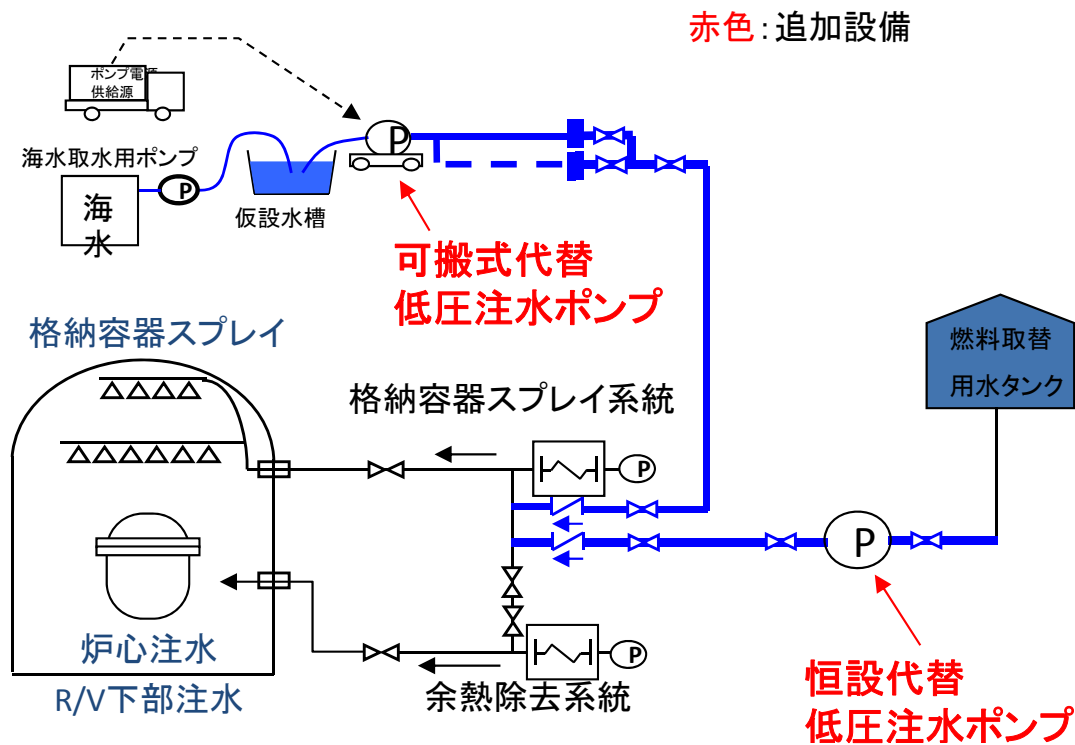 赤色:追加設備
ポンプ電源
供給源
P
海水取水用ポンプ
P
海
水
仮設水槽
可搬式代替
低圧注水ポンプ
燃料取替
用水タンク
格納容器スプレイ
格納容器スプレイ系統
P
P
炉心注水
R/V下部注水
P
余熱除去系統
恒設代替
低圧注水ポンプ